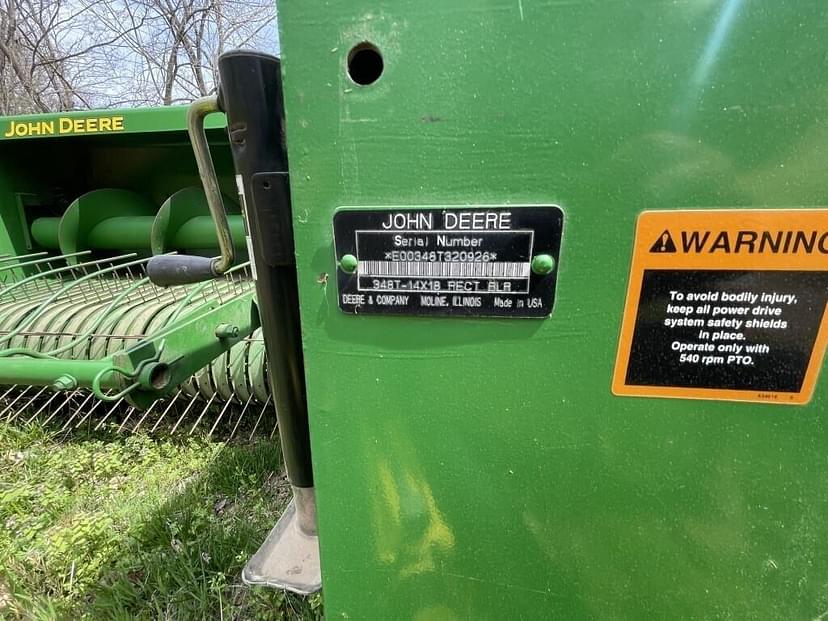 JOHN DEERE
JOHN DEERE
Serial Number
*E00348T320926*
348T-14X18 RECT BLR
DEERE & COMPANY MOLINE, ILLINOIS Made in USA
WARNING
To avoid bodily injury,
keep all power drive
system safety shields
in place.
Operate only with
540 rpm PTO.